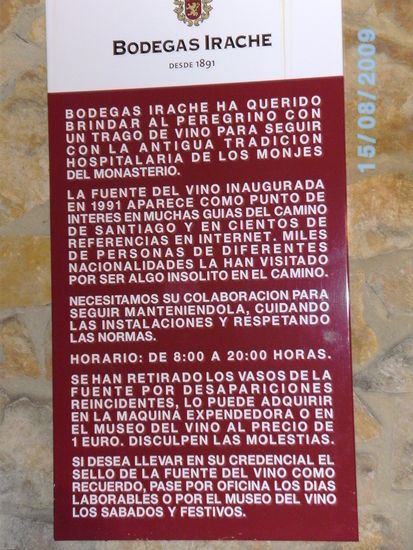 BODEGAS IRACHE
DESDE 1891
BODEGAS IRACHE HA QUERIDO
BRINDAR AL PEREGRINO CON
UN TRAGO DE VINO PARA SEGUIR
CON LA ANTIGUA TRADICION
HOSPITALARIA DE LOS MONJES
DEL MONASTERIO.
LA FUENTE DEL VINO INAUGURADA
EN 1991 APARECE COMO PUNTO DE
INTERES EN MUCHAS GUIAS DEL CAMINO
DE SANTIAGO Y EN CIENTOS DE
REFERENCIAS EN INTERNET. MILES
DE PERSONAS DE DIFERENTES
NACIONALIDADES LA HAN VISITADO
POR SER ALGO INSOLITO EN EL CAMINO.
NECESITAMOS SU COLABORACION PARA
SEGUIR MANTENIENDOLA, CUIDANDO
LAS INSTALACIONES Y RESPETANDO
LAS NORMAS.
HORARIO: DE 8:00 A 20:00 HORAS.
SE HAN RETIRADO LOS VASOS DE LA
FUENTE POR DESAPARICIONES
REINCIDENTES, LO PUEDE ADQUIRIR
EN LA MAQUINA EXPENDEDORA O EN
EL MUSEO DEL VINO AL PRECIO DE
1 EURO. DISCULPEN LAS MOLESTIAS.
SI DESEA LLEVAR EN SU CREDENCIAL EL
SELLO DE LA FUENTE DEL VINO COMO
RECUERDO, PASE POR OFICINA LOS DIAS
LABORABLES O POR EL MUSEO DEL VINO
LOS SABADOS Y FESTIVOS.
15/08/2009